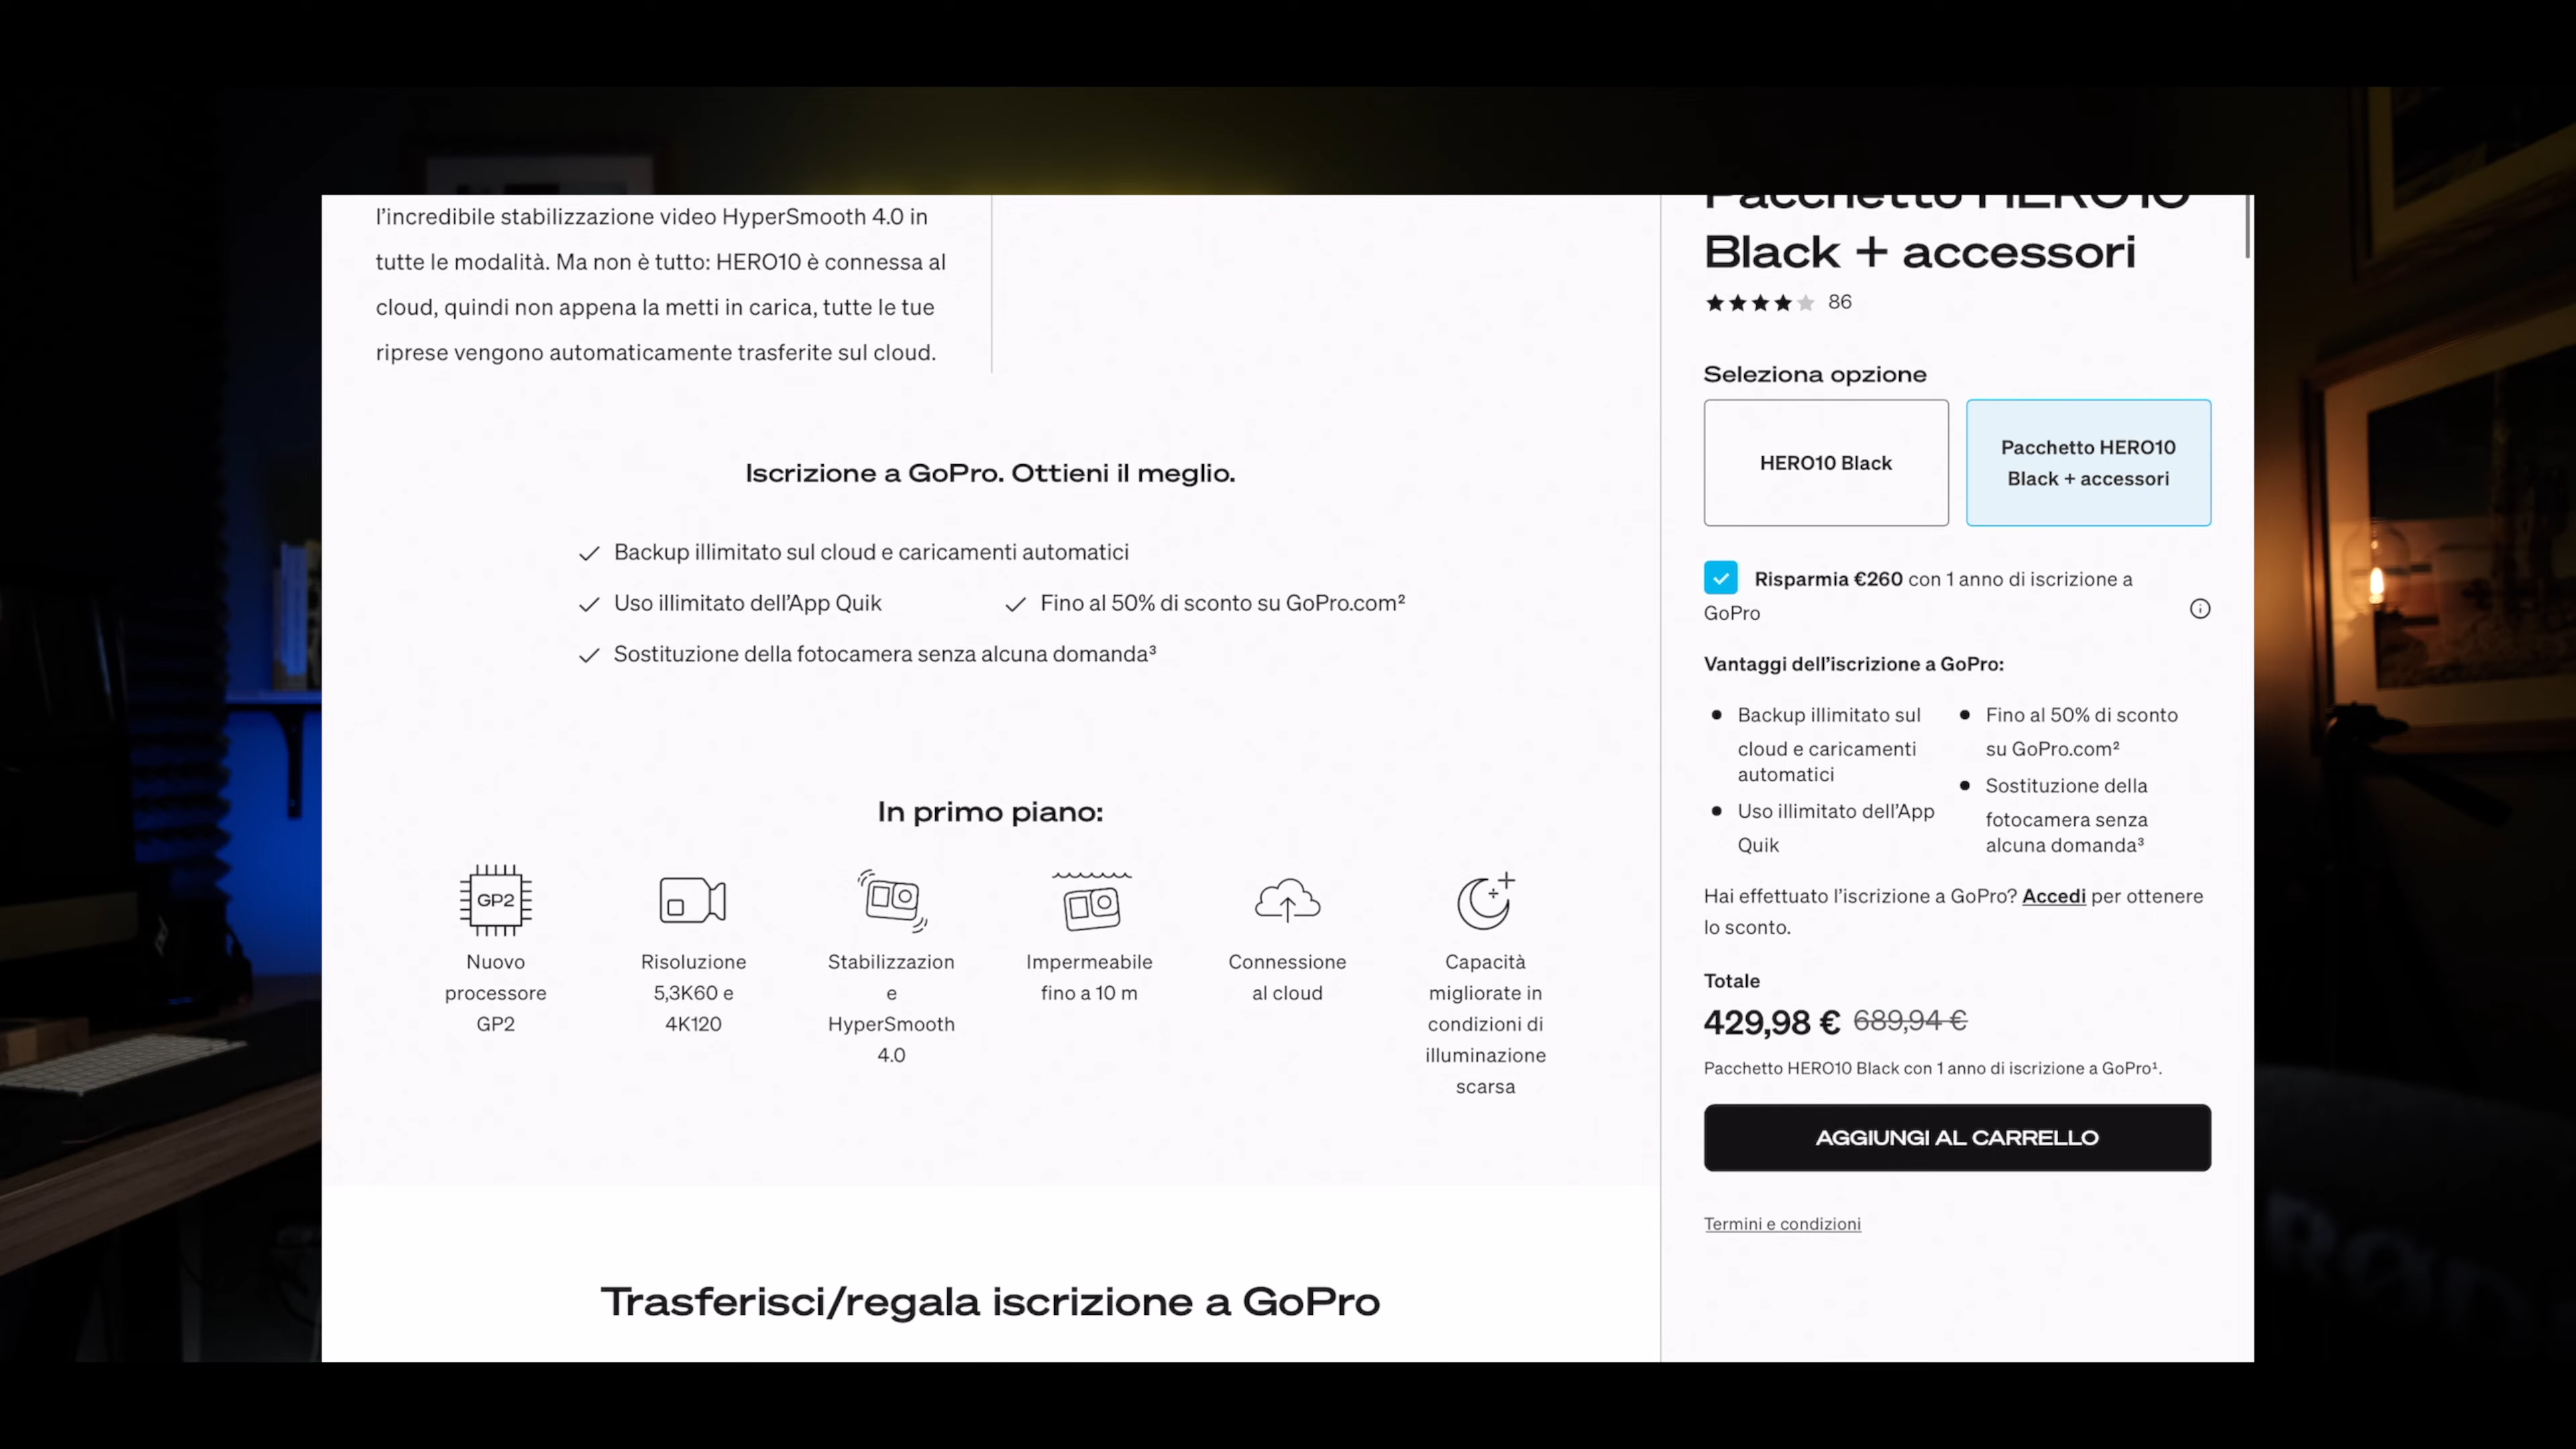 l'incredibile stabilizzazione video HyperSmooth 4.0 in
tutte le modalità. Ma non è tutto: HERO10 è connessa al
cloud, quindi non appena la metti in carica, tutte le tue
riprese vengono automaticamente trasferite sul cloud.
Iscrizione a GoPro. Ottieni il meglio.
Backup illimitato sul cloud e caricamenti automatici
Uso illimitato dell'App Quik
Fino al 50% di sconto su GoPro.com²
Sostituzione della fotocamera senza alcuna domanda³
In primo piano:
GP2
Nuovo
processore
GP2
Risoluzione
5,3K60 e
4K120
Stabilizzazion
e
HyperSmooth
4.0
Impermeabile
fino a 10 m
Connessione
al cloud
Capacità
migliorate in
condizioni di
illuminazione
scarsa
Trasferisci/regala iscrizione a GoPro
Pacchetto HERO10
Black + accessori
86
Seleziona opzione
HERO10 Black
Pacchetto HERO10
Black + accessori
Risparmia €260 con 1 anno di iscrizione a
GoPro
Vantaggi dell'iscrizione a GoPro:
Backup illimitato sul
cloud e caricamenti
automatici
Uso illimitato dell'App
Quik
Fino al 50% di sconto
su GoPro.com²
Sostituzione della
fotocamera senza
alcuna domanda³
Hai effettuato l'iscrizione a GoPro? Accedi per ottenere
lo sconto.
Totale
429,98 € 689,94 €
Pacchetto HERO10 Black con 1 anno di iscrizione a GoPro¹.
AGGIUNGI AL CARRELLO
Termini e condizioni